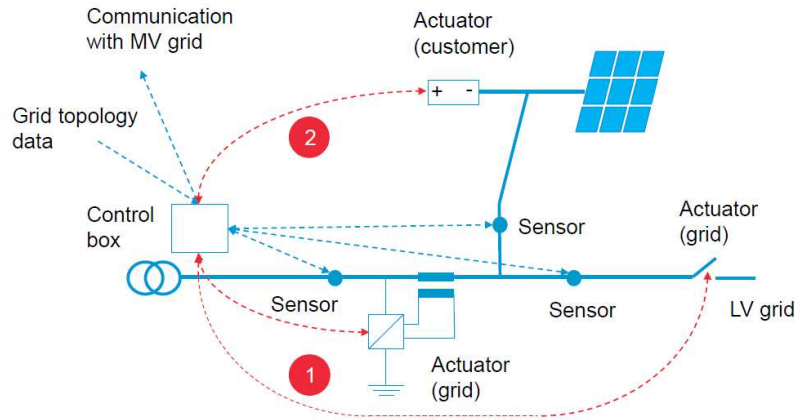 Communication
with MV grid
Actuator
(customer)
+ -
Grid topology
data
2
Control
box
Sensor
Actuator
(grid)
Sensor
Sensor
LV grid
1
Actuator
(grid)